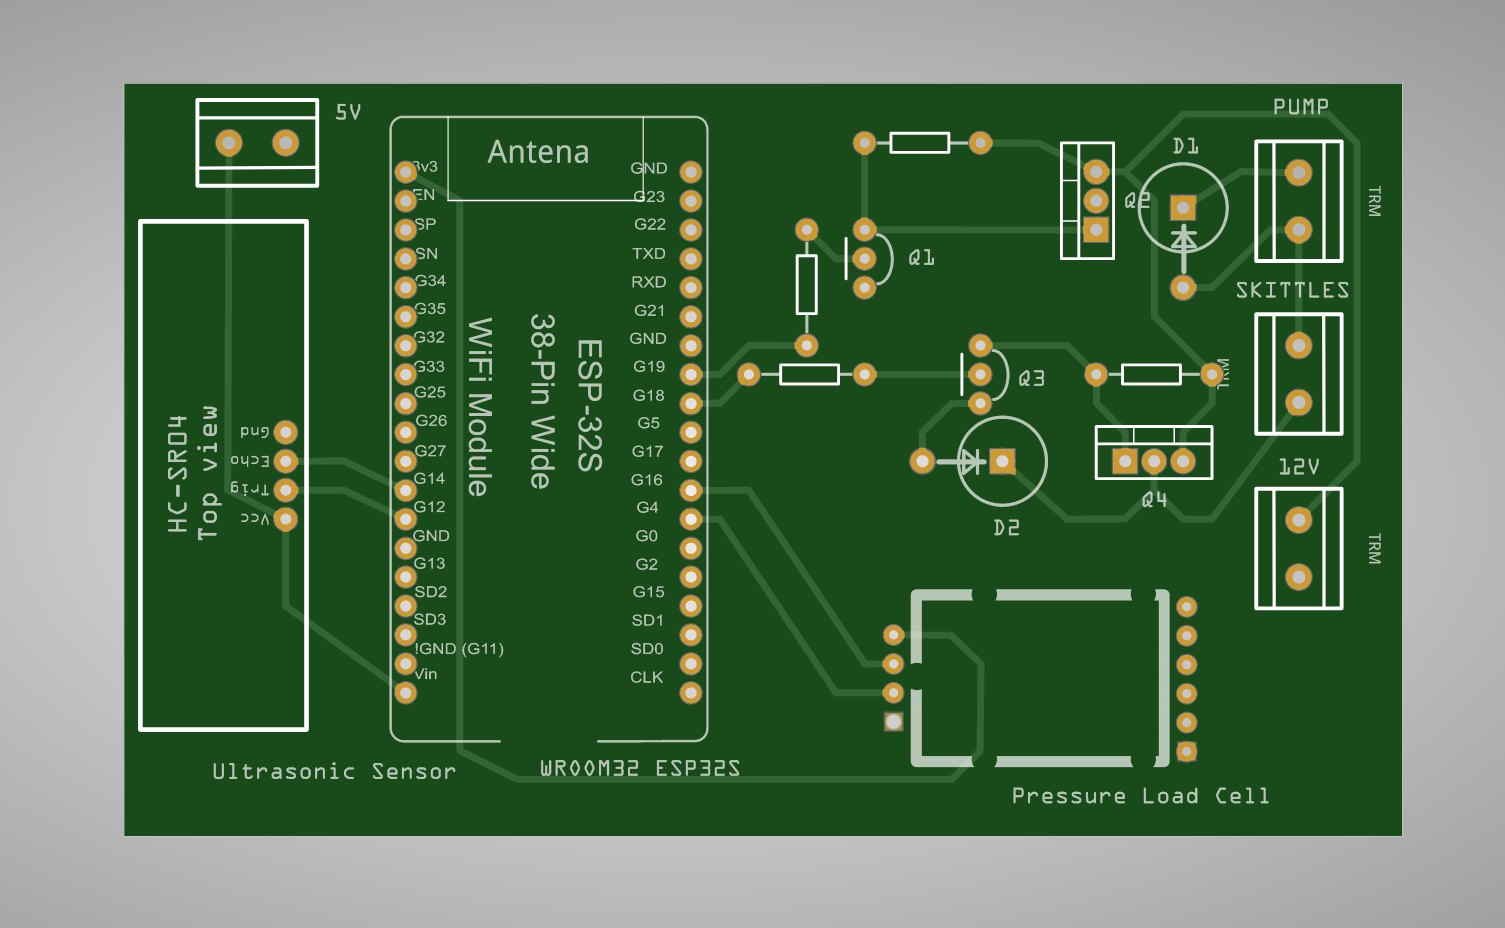 5V
PUMP
D1
TRM
Q2
Q1
SKITTLES
Q3
12V
Q4
D2
TRM
Antena
3v3
EN
SP
SN
G34
G35
G32
G33
G25
G26
G27
G14
G12
GND
G13
SD2
SD3
!GND (G11)
Vin
GND
G23
G22
TXD
RXD
G21
GND
G19
G18
G5
G17
G16
G4
G0
G2
G15
SD1
SD0
CLK
ESP-32S
38-Pin Wide
WiFi Module
HC-SR04
Top view
Gnd
Echo
Trig
Vcc
Ultrasonic Sensor
WROOM32 ESP32S
Pressure Load Cell